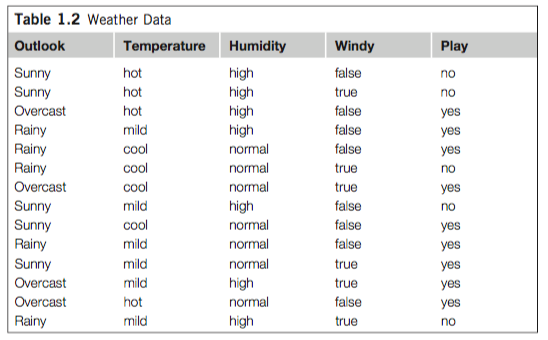 Table 1.2 Weather Data
Outlook Temperature Humidity Windy Play
Sunny hot high false no
Sunny hot high true no
Overcast hot high false yes
Rainy mild high false yes
Rainy cool normal false yes
Rainy cool normal true no
Overcast cool normal true yes
Sunny mild high false no
Sunny cool normal false yes
Rainy mild normal false yes
Sunny mild normal true yes
Overcast mild high true yes
Overcast hot normal false yes
Rainy mild high true no